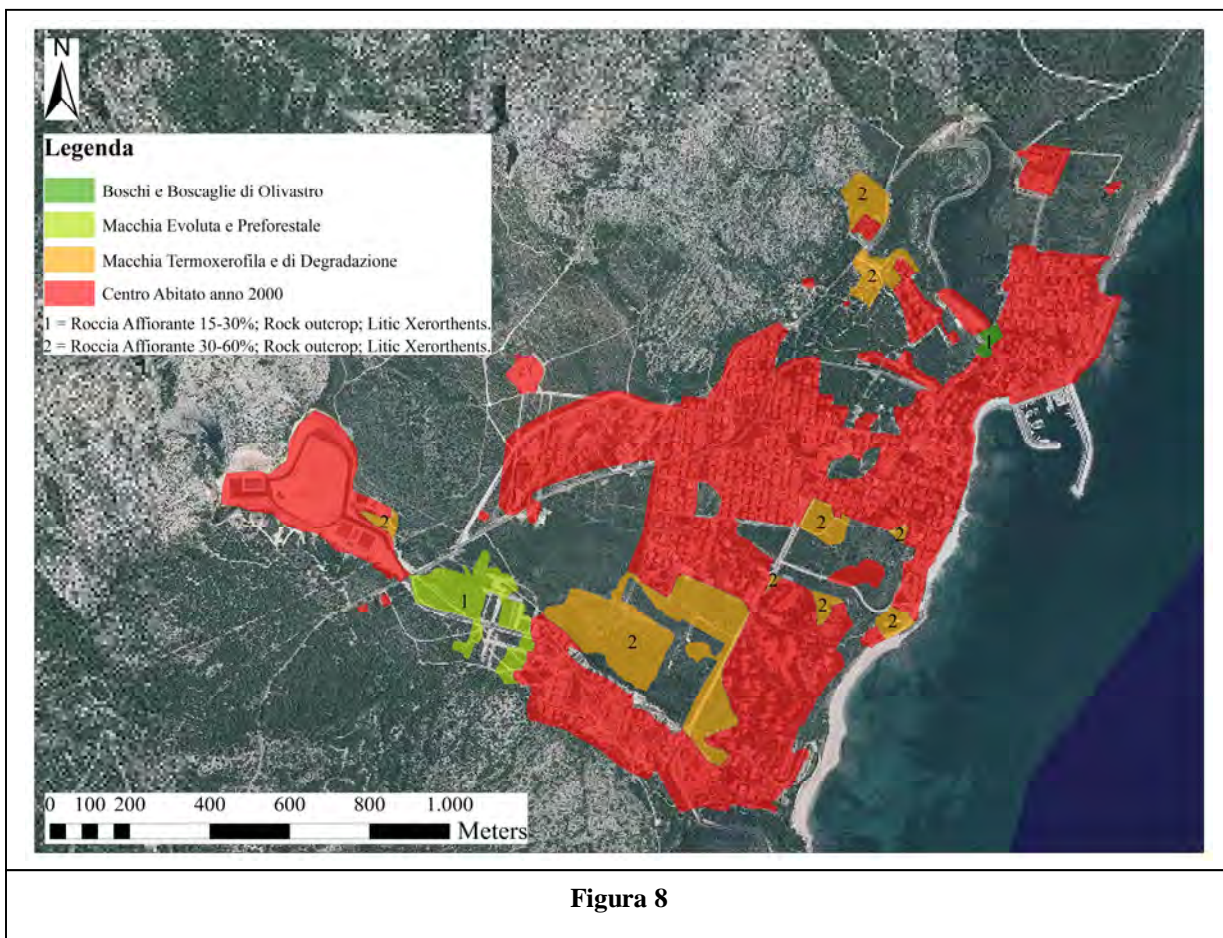 N
Legenda
Boschi e Boscaglie di Olivastro
Macchia Evoluta e Preforestale
Macchia Termoxerofila e di Degradazione
Centro Abitato anno 2000
1 = Roccia Affiorante 15-30%; Rock outcrop; Litic Xerorthents.
2 = Roccia Affiorante 30-60%; Rock outcrop; Litic Xerorthents.
2
2
1
2
2
2
2
1
2
2
2
0 100 200 400 600 800 1.000
Meters
Figura 8